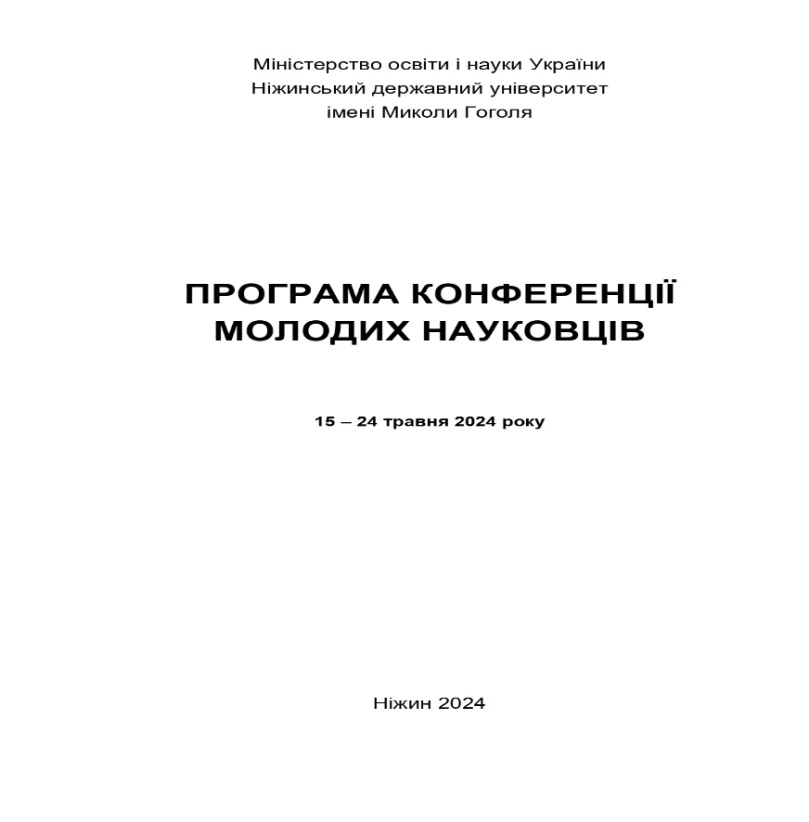 Міністерство освіти і науки України
Ніжинський державний університет
імені Миколи Гоголя
ПРОГРАМА КОНФЕРЕНЦІЇ
МОЛОДИХ НАУКОВЦІВ
15 – 24 травня 2024 року
Ніжин 2024